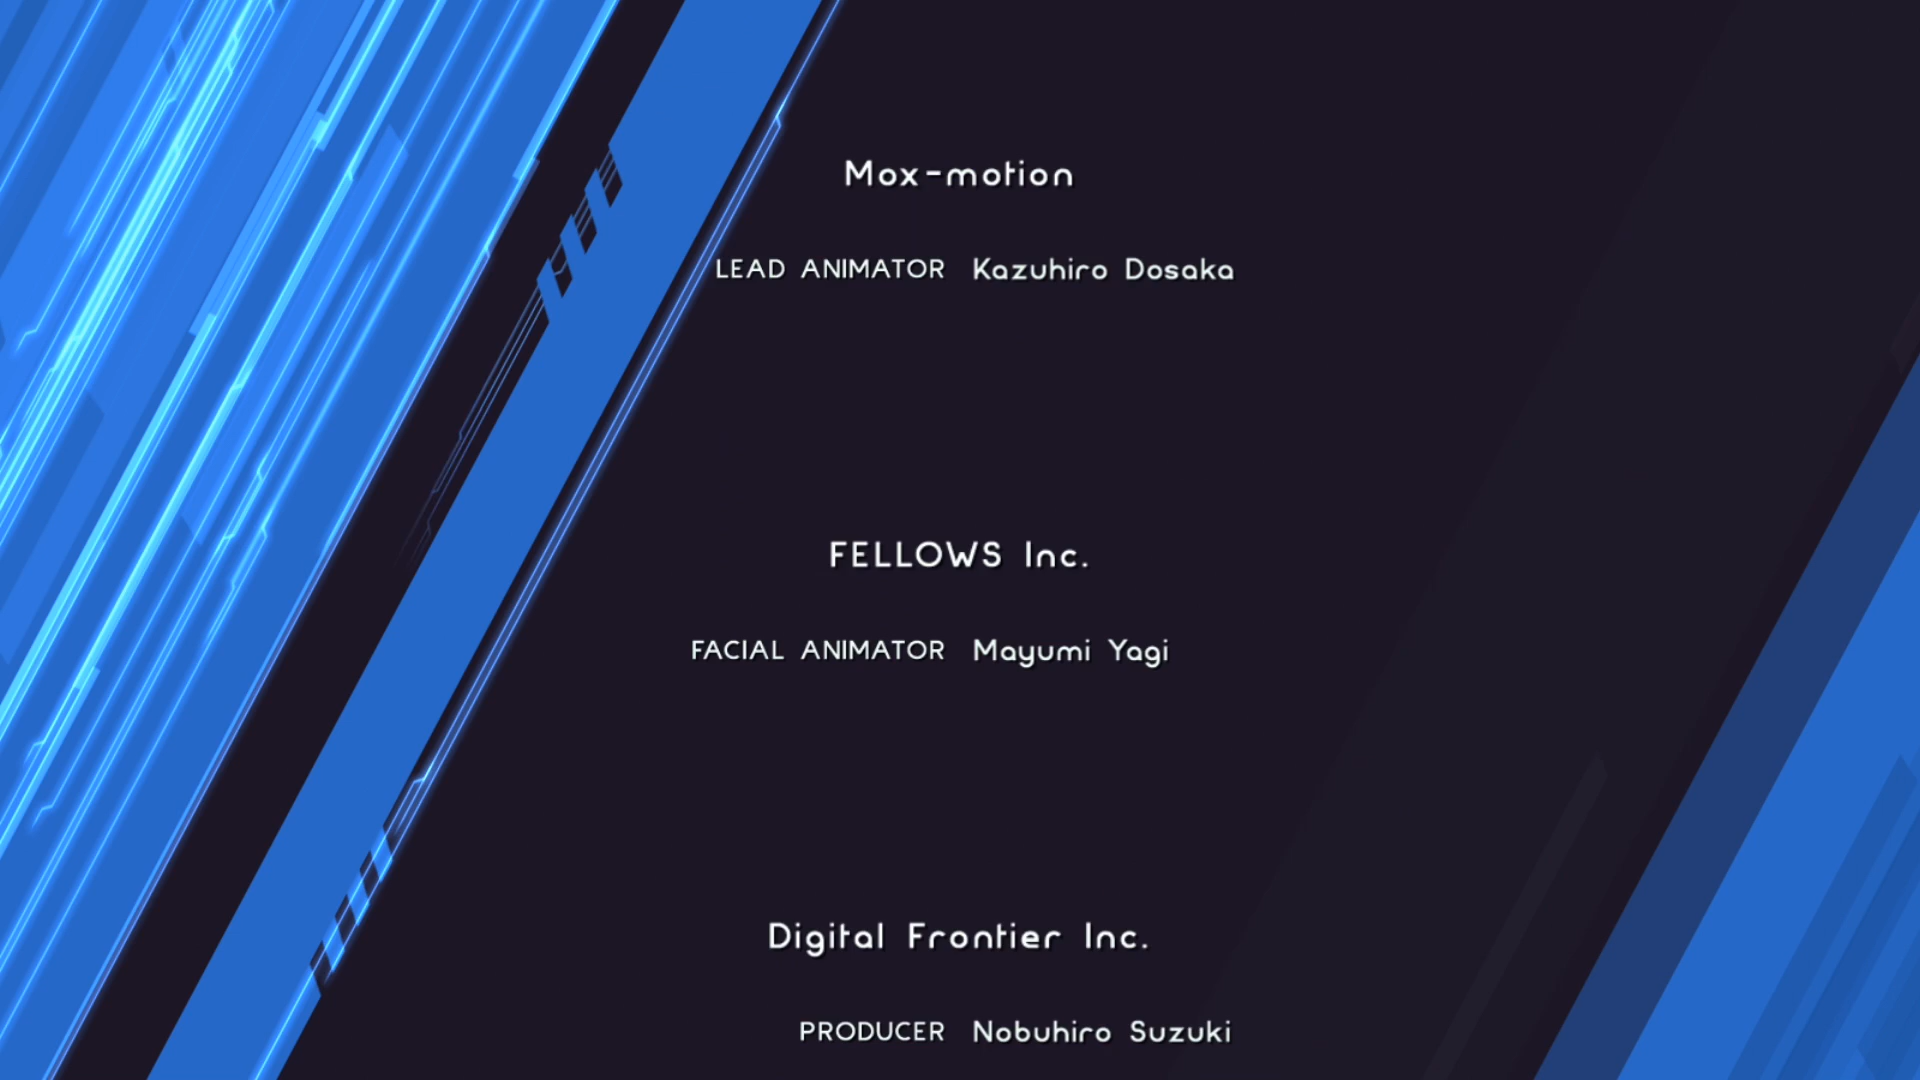 Mox-motion
LEAD ANIMATOR Kazuhiro Dosaka
FELLOWS Inc.
FACIAL ANIMATOR Mayumi Yagi
Digital Frontier Inc.
PRODUCER Nobuhiro Suzuki